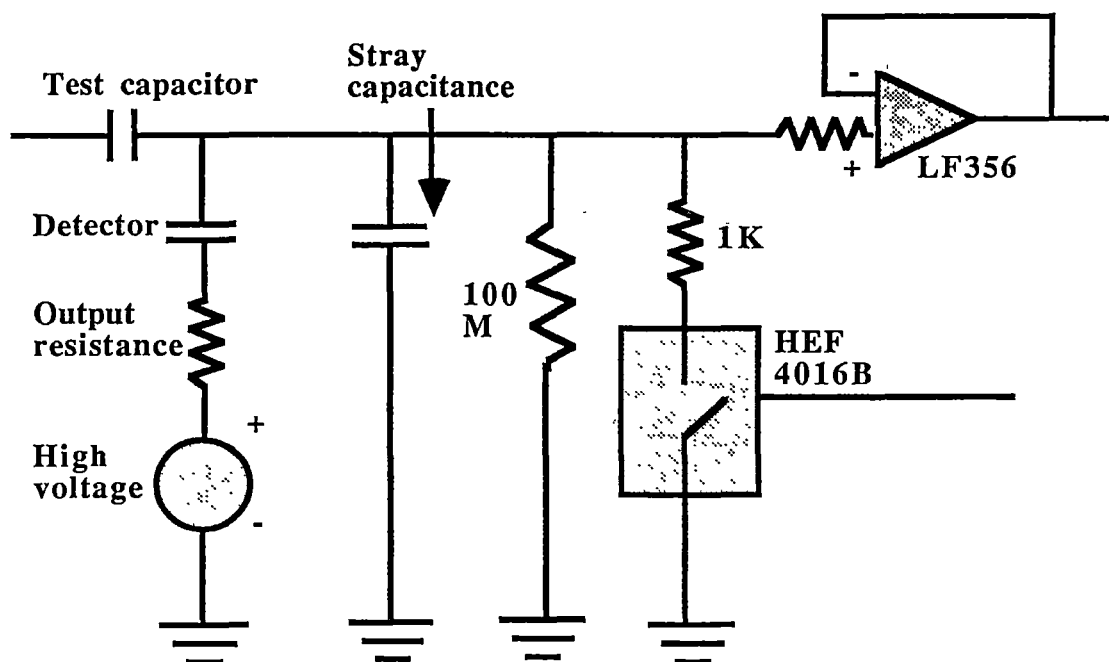 Test capacitor
Stray
capacitance
-
+
LF356
Detector
1K
100
M
Output
resistance
HEF
4016B
+
High
voltage
-